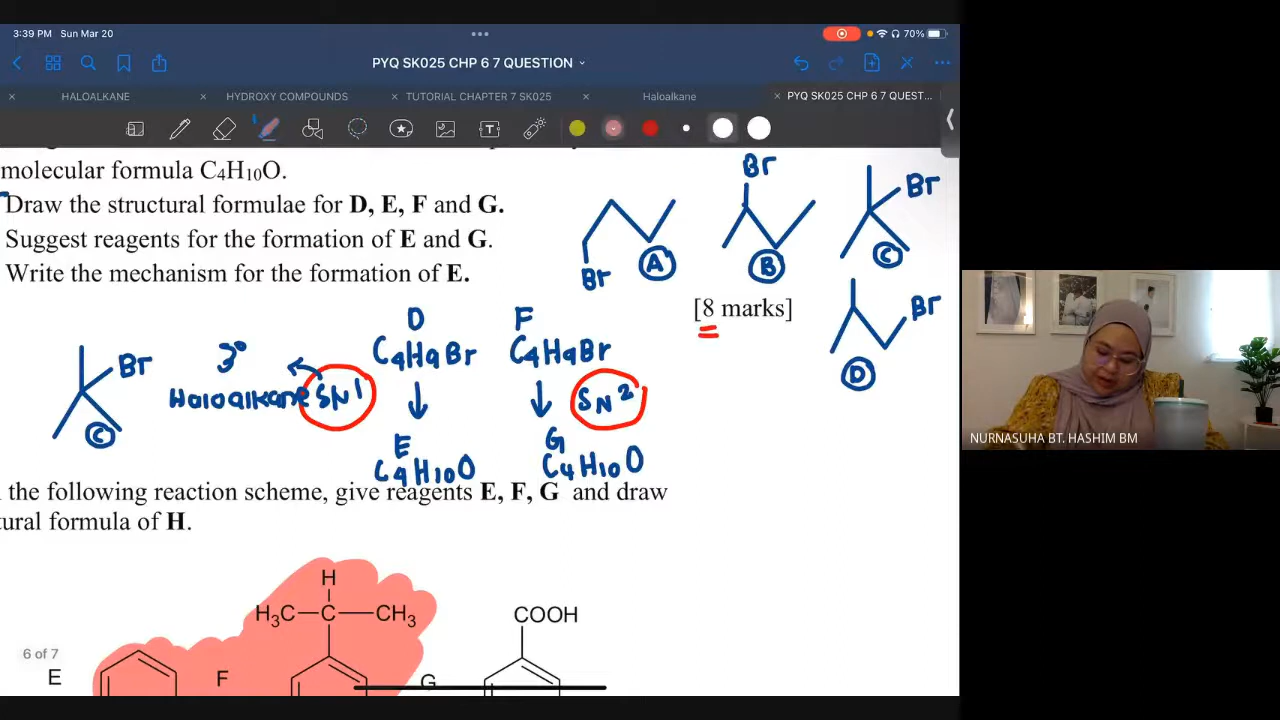 3:39 PM Sun Mar 20
70%
PYQ SK025 CHP 6 7 QUESTION
HALOALKANE
HYDROXY COMPOUNDS
TUTORIAL CHAPTER 7 SK025
Haloalkane
PYQ SK025 CHP 6 7 QUEST...
molecular formula C₄H₁₀O.
Draw the structural formulae for D, E, F and G.
Suggest reagents for the formation of E and G.
Write the mechanism for the formation of E.
[8 marks]
Br
A
Br
B
Br
C
Br
D
Br
C
3°
Haloalkane
SN1
D
C4H9Br
E
C4H10O
F
C4H9Br
SN2
G
C4H10O
the following reaction scheme, give reagents E, F, G and draw
tural formula of H.
H
H₃C—C—CH₃
COOH
6 of 7
E
F
G
NURNASUHA BT. HASHIM BM